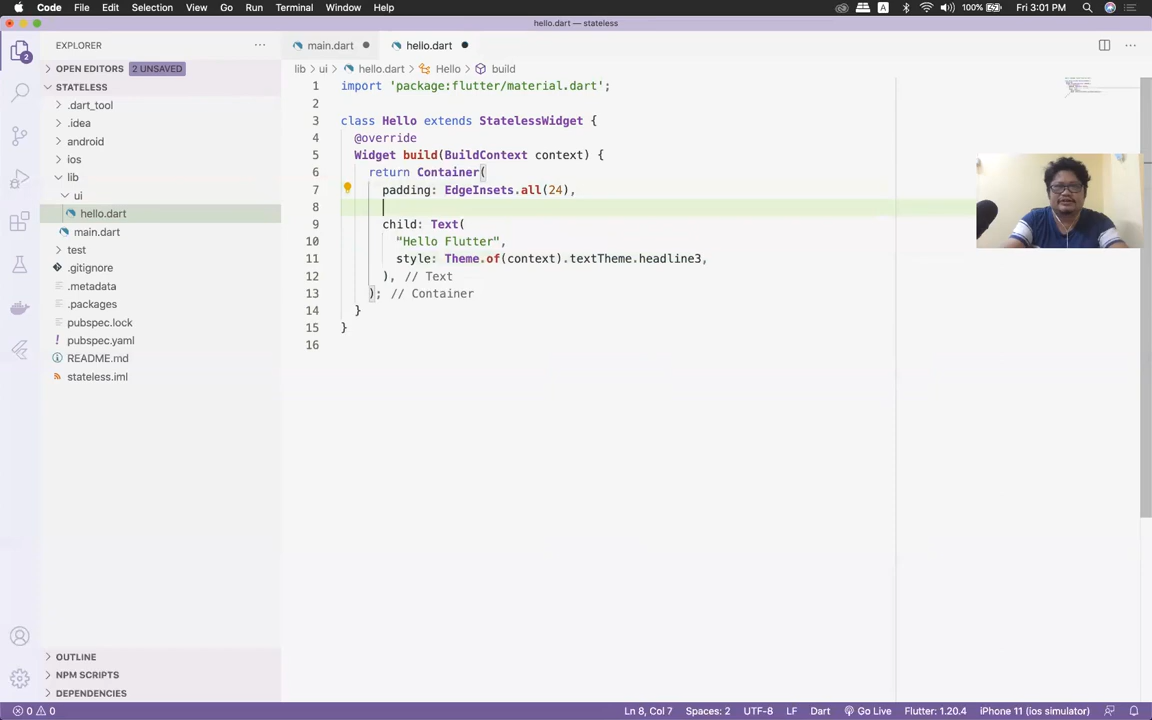 Code File Edit Selection View Go Run Terminal Window Help
A 100% Fri 3:01 PM
hello.dart — stateless
EXPLORER
main.dart
hello.dart
OPEN EDITORS 2 UNSAVED
lib > ui > hello.dart > Hello > build
STATELESS
.dart_tool
.idea
android
ios
lib
ui
hello.dart
main.dart
test
.gitignore
.metadata
.packages
pubspec.lock
! pubspec.yaml
README.md
stateless.iml
1 import 'package:flutter/material.dart';
2
3 class Hello extends StatelessWidget {
4 @override
5 Widget build(BuildContext context) {
6 return Container(
7 padding: EdgeInsets.all(24),
8
9 child: Text(
10 "Hello Flutter",
11 style: Theme.of(context).textTheme.headline3,
12 ), // Text
13 ); // Container
14 }
15 }
16
2
OUTLINE
NPM SCRIPTS
DEPENDENCIES
0 0
Ln 8, Col 7 Spaces: 2 UTF-8 LF Dart Go Live Flutter: 1.20.4 iPhone 11 (ios simulator)